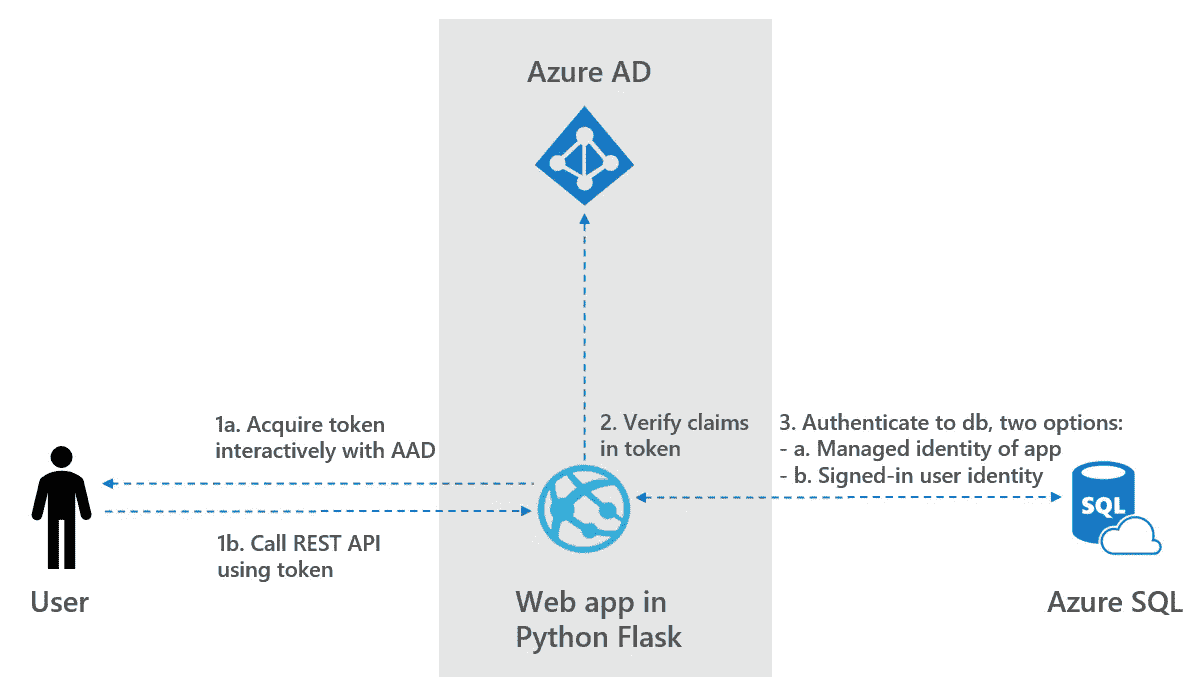 Azure AD
1a. Acquire token
interactively with AAD
2. Verify claims
in token
3. Authenticate to db, two options:
- a. Managed identity of app
- b. Signed-in user identity
SQL
1b. Call REST API
using token
User
Web app in
Python Flask
Azure SQL